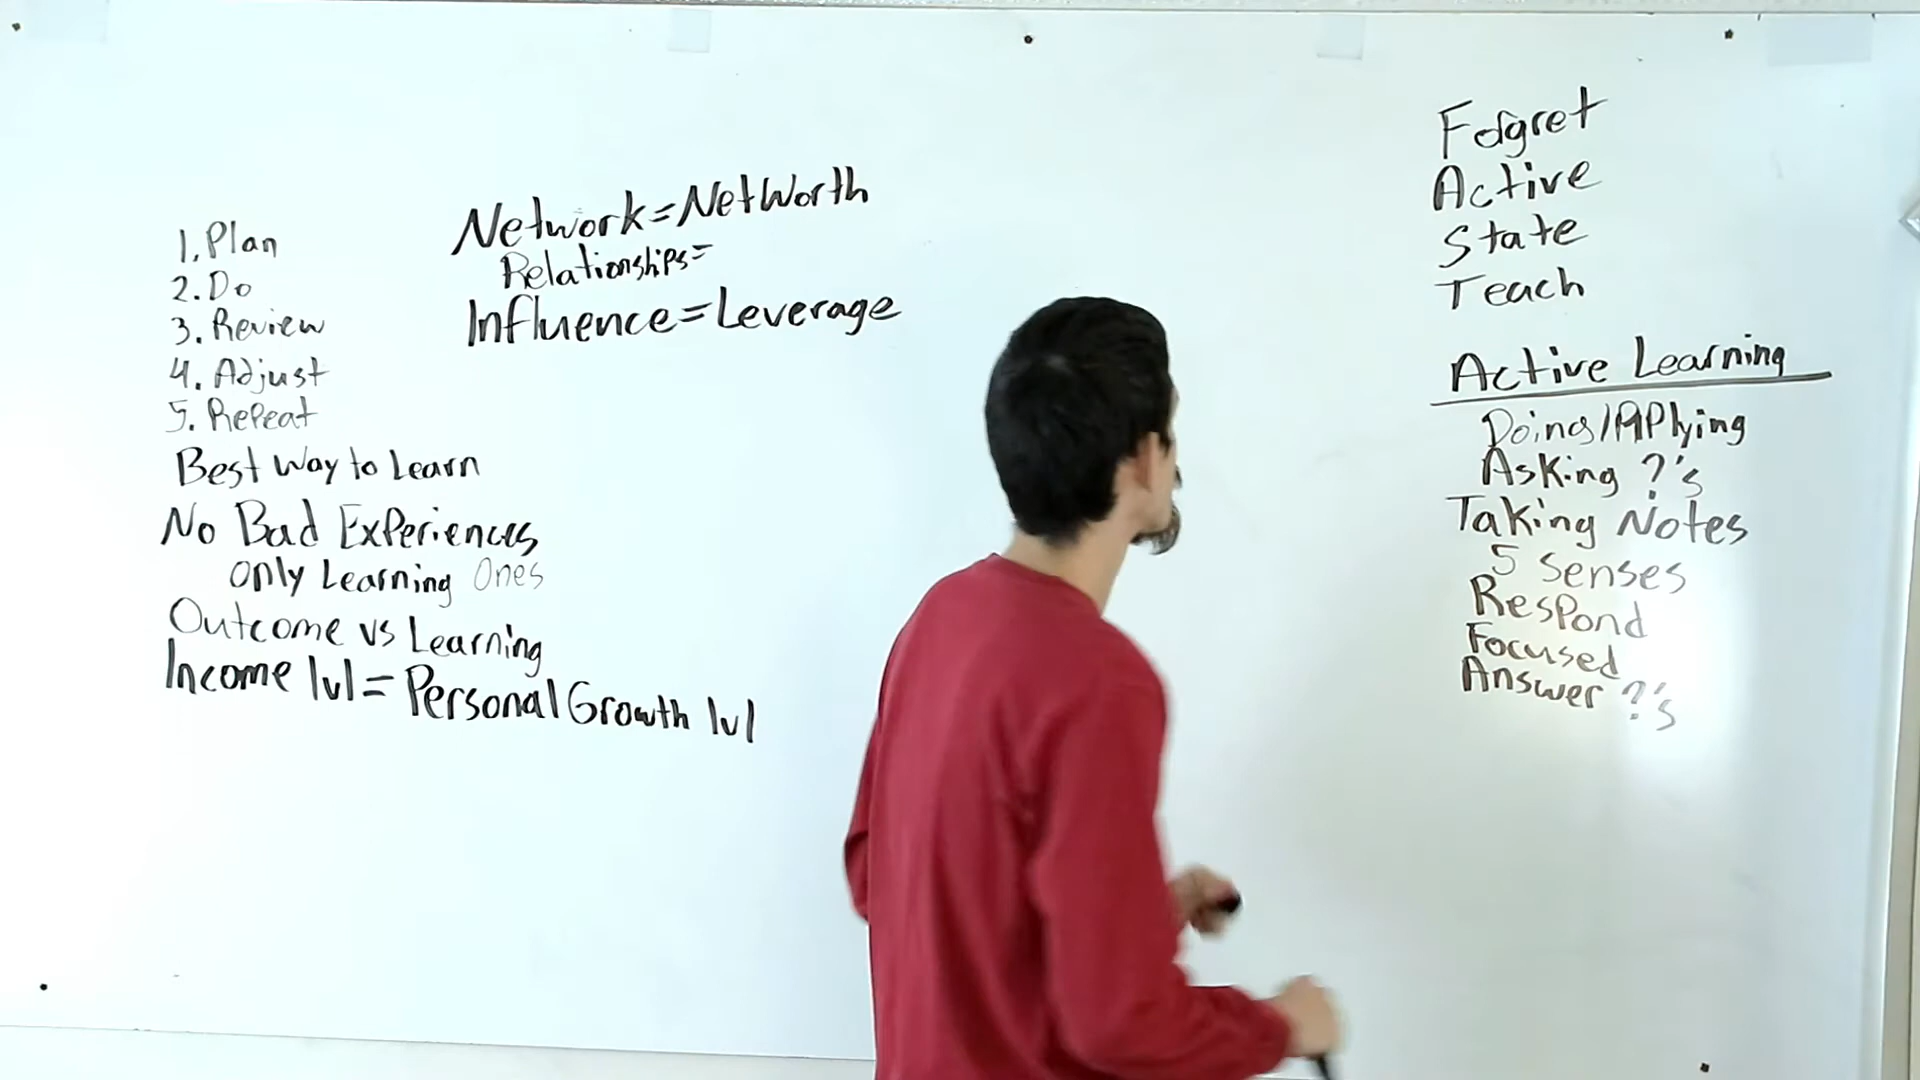 1. Plan
2. Do
3. Review
4. Adjust
5. Repeat
Best Way to Learn
No Bad Experiences
only Learning Ones
Outcome vs Learning
Income lvl = Personal Growth lvl
Network = NetWorth
Relationships =
Influence = Leverage
Fofgret
Active
State
Teach
Active Learning
Doing/Applying
Asking ?'s
Taking Notes
5 Senses
Respond
Focused
Answer ?'s